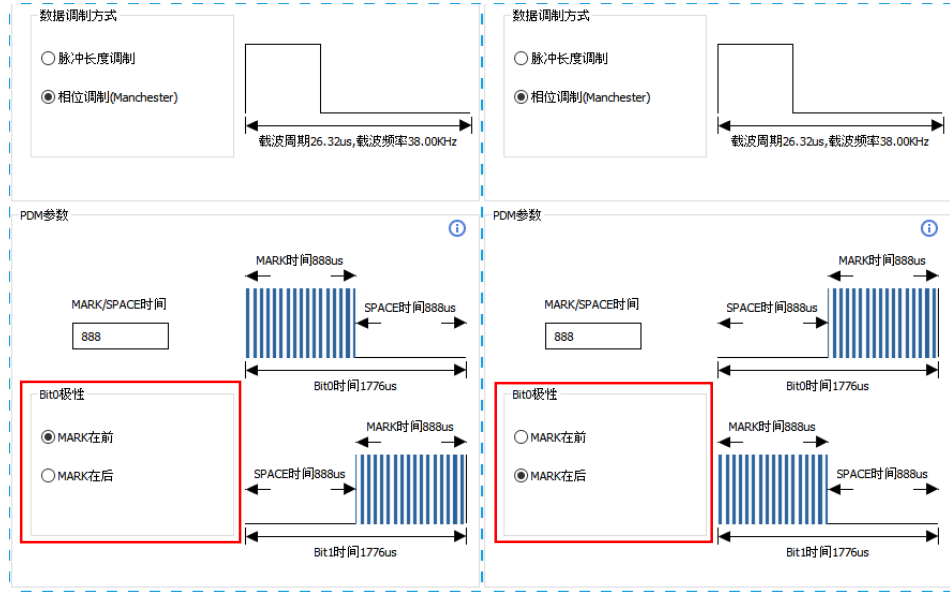 数据调制方式
脉冲长度调制
相位调制(Manchester)
载波周期26.32us,载波频率38.00KHz
PDM参数
MARK时间888us
MARK/SPACE时间
888
SPACE时间888us
Bit0时间1776us
Bit0极性
MARK在前
MARK在后
MARK时间888us
SPACE时间888us
Bit1时间1776us
数据调制方式
脉冲长度调制
相位调制(Manchester)
载波周期26.32us,载波频率38.00KHz
PDM参数
MARK时间888us
MARK/SPACE时间
888
SPACE时间888us
Bit0时间1776us
Bit0极性
MARK在前
MARK在后
MARK时间888us
SPACE时间888us
Bit1时间1776us